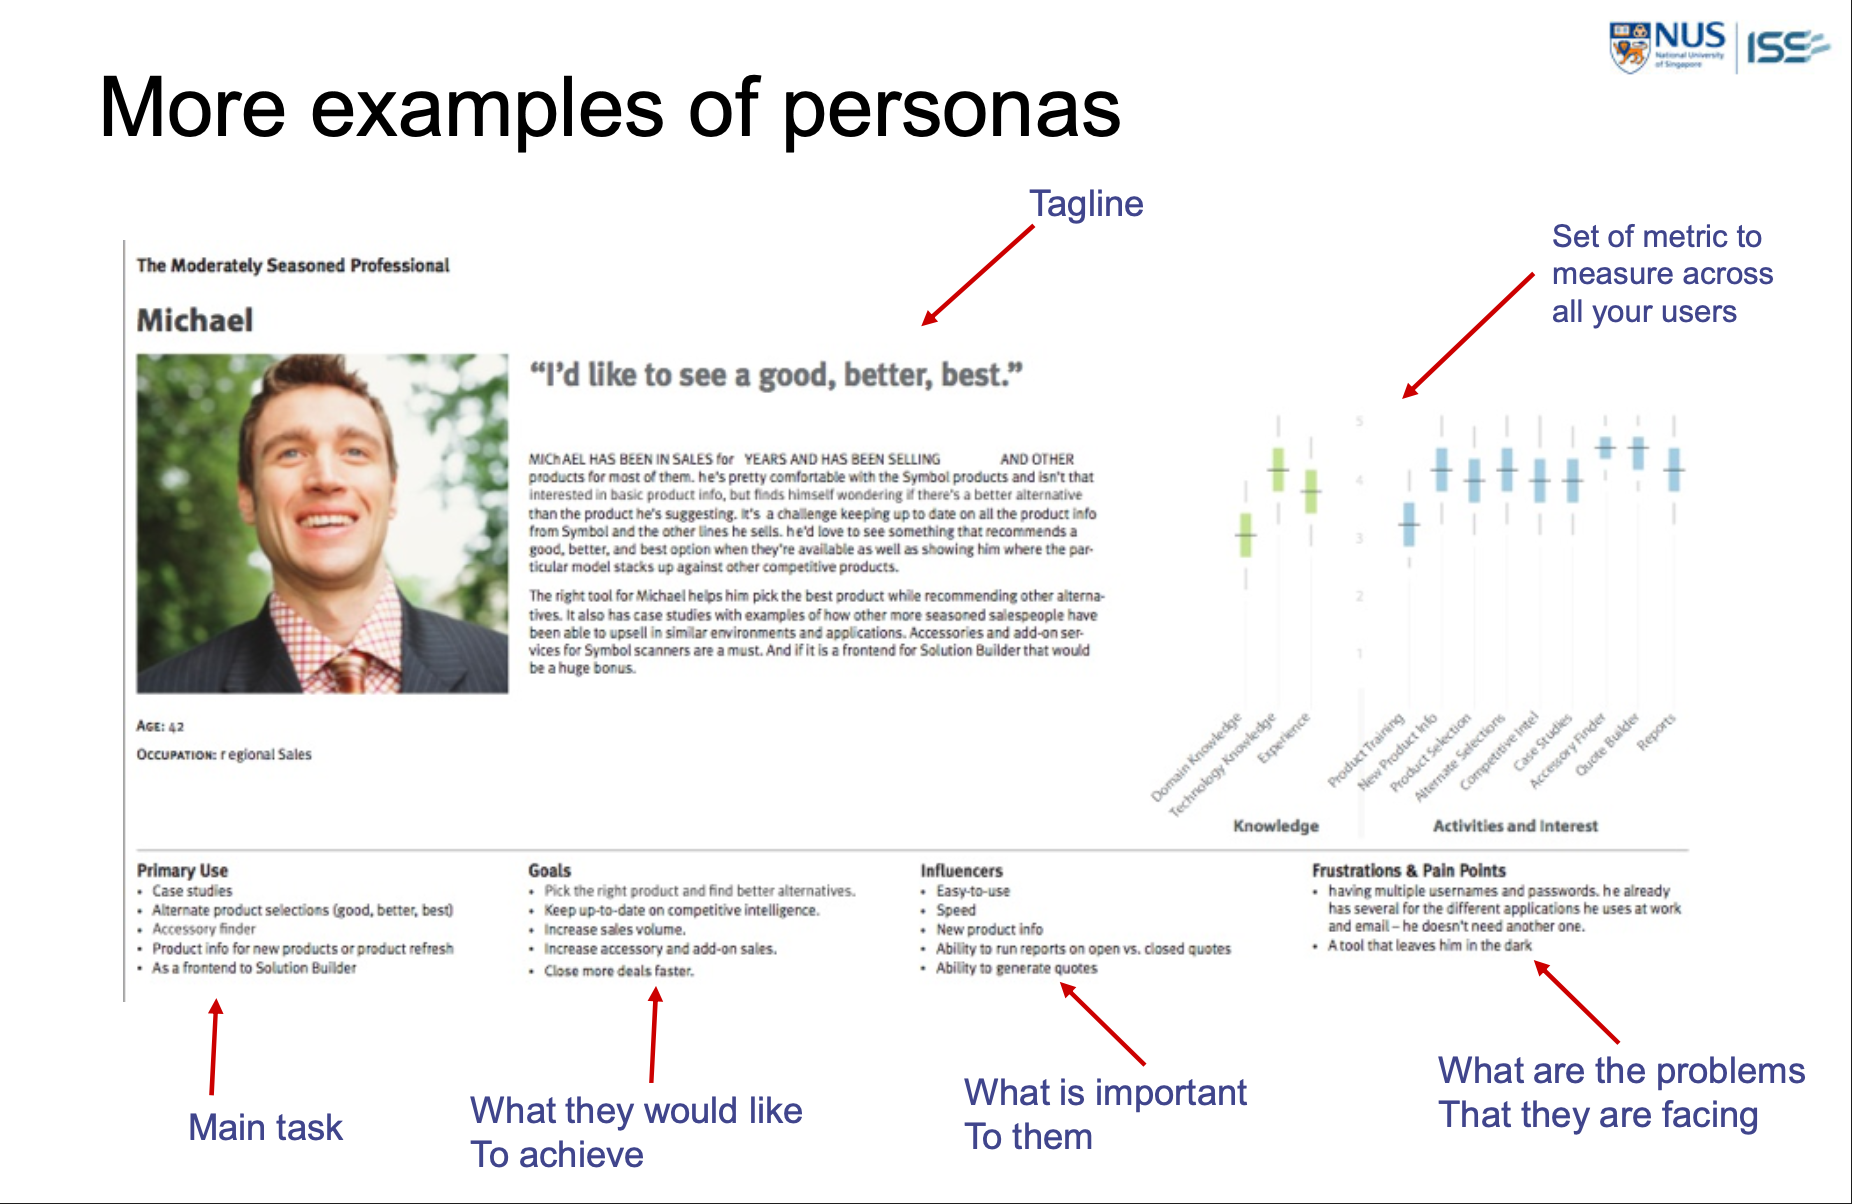 NUS
National University
of Singapore
ISS
More examples of personas
Tagline
Set of metric to
measure across
all your users
The Moderately Seasoned Professional
Michael
“I’d like to see a good, better, best.”
MIChAEL HAS BEEN IN SALES for YEARS AND HAS BEEN SELLING AND OTHER
products for most of them. he’s pretty comfortable with the Symbol products and isn’t that
interested in basic product info, but finds himself wondering if there’s a better alternative
than the product he’s suggesting. It’s a challenge keeping up to date on all the product info
from Symbol and the other lines he sells. he’d love to see something that recommends a
good, better, and best option when they’re available as well as showing him where the par-
ticular model stacks up against other competitive products.
The right tool for Michael helps him pick the best product while recommending other alterna-
tives. It also has case studies with examples of how other more seasoned salespeople have
been able to upsell in similar environments and applications. Accessories and add-on ser-
vices for Symbol scanners are a must. And if it is a frontend for Solution Builder that would
be a huge bonus.
AGE: 42
OCCUPATION: regional Sales
5
4
3
2
1
Domain Knowledge
Technology Knowledge
Experience
Product Training
New Product Info
Product Selection
Alternate Selections
Competitive Intel
Case Studies
Accessory Finder
Quote Builder
Reports
Knowledge
Activities and Interest
Primary Use
• Case studies
• Alternate product selections (good, better, best)
• Accessory finder
• Product info for new products or product refresh
• As a frontend to Solution Builder
Goals
• Pick the right product and find better alternatives.
• Keep up-to-date on competitive intelligence.
• Increase sales volume.
• Increase accessory and add-on sales.
• Close more deals faster.
Influencers
• Easy-to-use
• Speed
• New product info
• Ability to run reports on open vs. closed quotes
• Ability to generate quotes
Frustrations & Pain Points
• having multiple usernames and passwords. he already
has several for the different applications he uses at work
and email – he doesn’t need another one.
• A tool that leaves him in the dark
Main task
What they would like
To achieve
What is important
To them
What are the problems
That they are facing